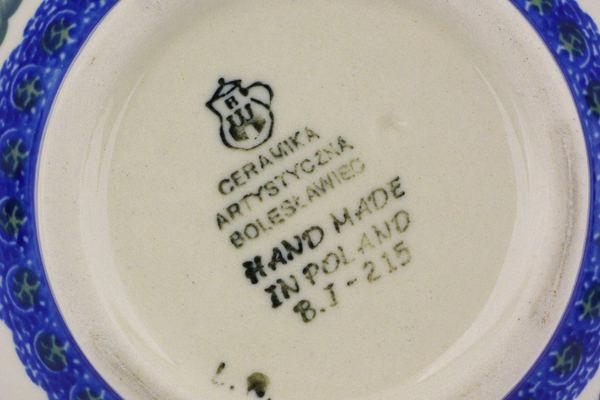 CERAMIKA
ARTYSTYCZNA
BOLESŁAWIEC
HAND MADE
IN POLAND
B.I-215